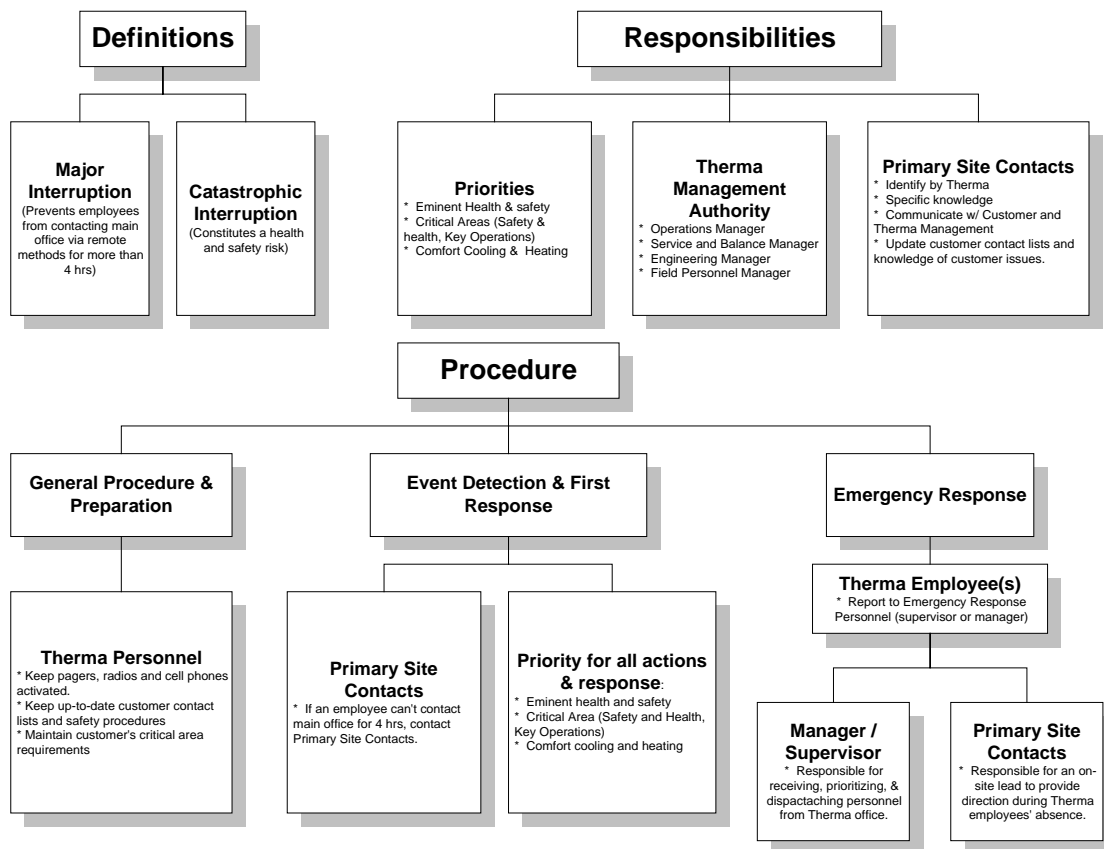 Definitions
Responsibilities
Major
Interruption
(Prevents employees
from contacting main
office via remote
methods for more than
4 hrs)
Catastrophic
Interruption
(Constitutes a health
and safety risk)
Priorities
* Eminent Health & safety
* Critical Areas (Safety &
health, Key Operations)
* Comfort Cooling & Heating
Therma
Management
Authority
* Operations Manager
* Service and Balance Manager
* Engineering Manager
* Field Personnel Manager
Primary Site Contacts
* Identify by Therma
* Specific knowledge
* Communicate w/ Customer and
Therma Management
* Update customer contact lists and
knowledge of customer issues.
Procedure
General Procedure &
Preparation
Event Detection & First
Response
Emergency Response
Therma Personnel
* Keep pagers, radios and cell phones
activated.
* Keep up-to-date customer contact
lists and safety procedures
* Maintain customer's critical area
requirements
Primary Site
Contacts
* If an employee can't contact
main office for 4 hrs, contact
Primary Site Contacts.
Priority for all actions
& response:
* Eminent health and safety
* Critical Area (Safety and Health,
Key Operations)
* Comfort cooling and heating
Therma Employee(s)
* Report to Emergency Response
Personnel (supervisor or manager)
Manager /
Supervisor
* Responsible for
receiving, prioritizing, &
dispactaching personnel
from Therma office.
Primary Site
Contacts
* Responsible for an on-
site lead to provide
direction during Therma
employees' absence.